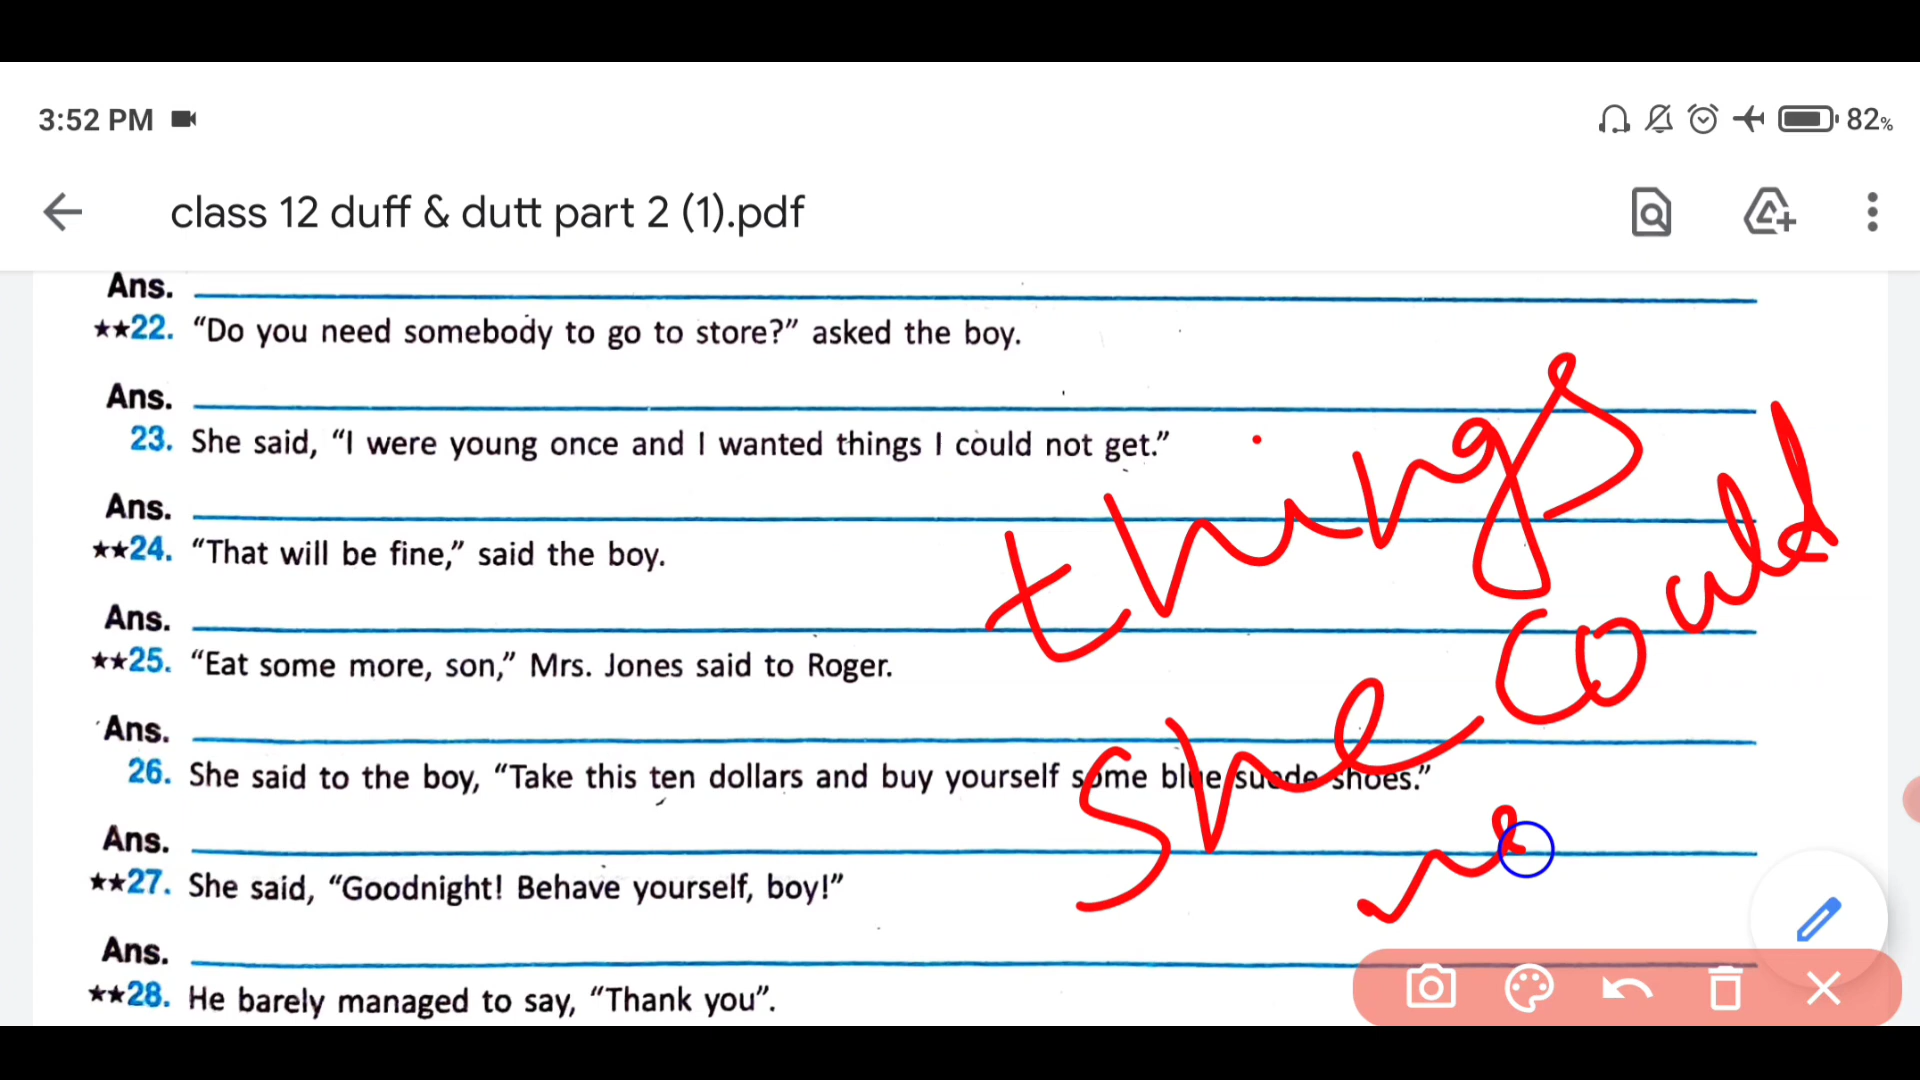 3:52 PM 82%
class 12 duff & dutt part 2 (1).pdf
Ans.
★★22. “Do you need somebody to go to store?” asked the boy.
Ans.
23. She said, “I were young once and I wanted things I could not get.”
Ans.
★★24. “That will be fine,” said the boy.
Ans.
★★25. “Eat some more, son,” Mrs. Jones said to Roger.
Ans.
26. She said to the boy, “Take this ten dollars and buy yourself some blue suede shoes.”
Ans.
★★27. She said, “Goodnight! Behave yourself, boy!”
Ans.
★★28. He barely managed to say, “Thank you”.
things
she could